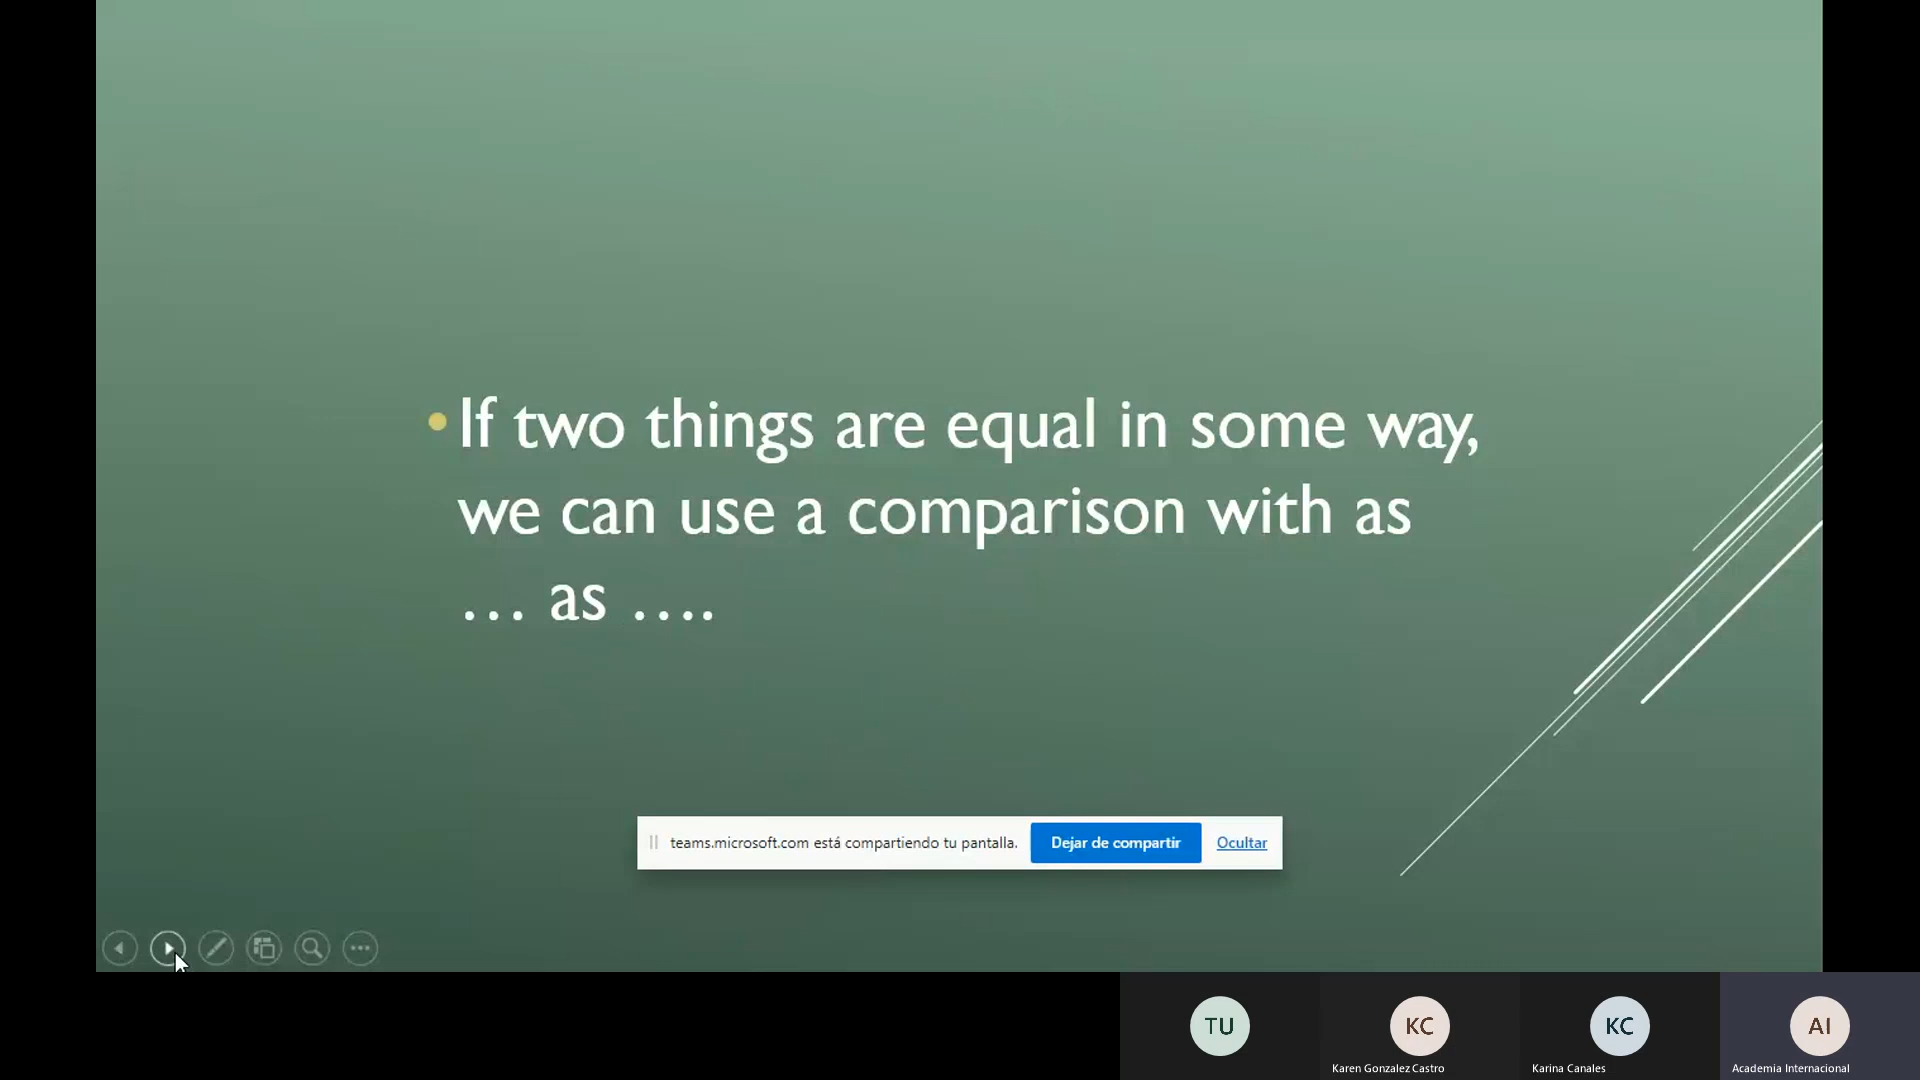 • If two things are equal in some way,
we can use a comparison with as
… as ….
teams.microsoft.com está compartiendo tu pantalla. Dejar de compartir Ocultar
TU KC KC AI
Karen Gonzalez Castro Karina Canales Academia Internacional